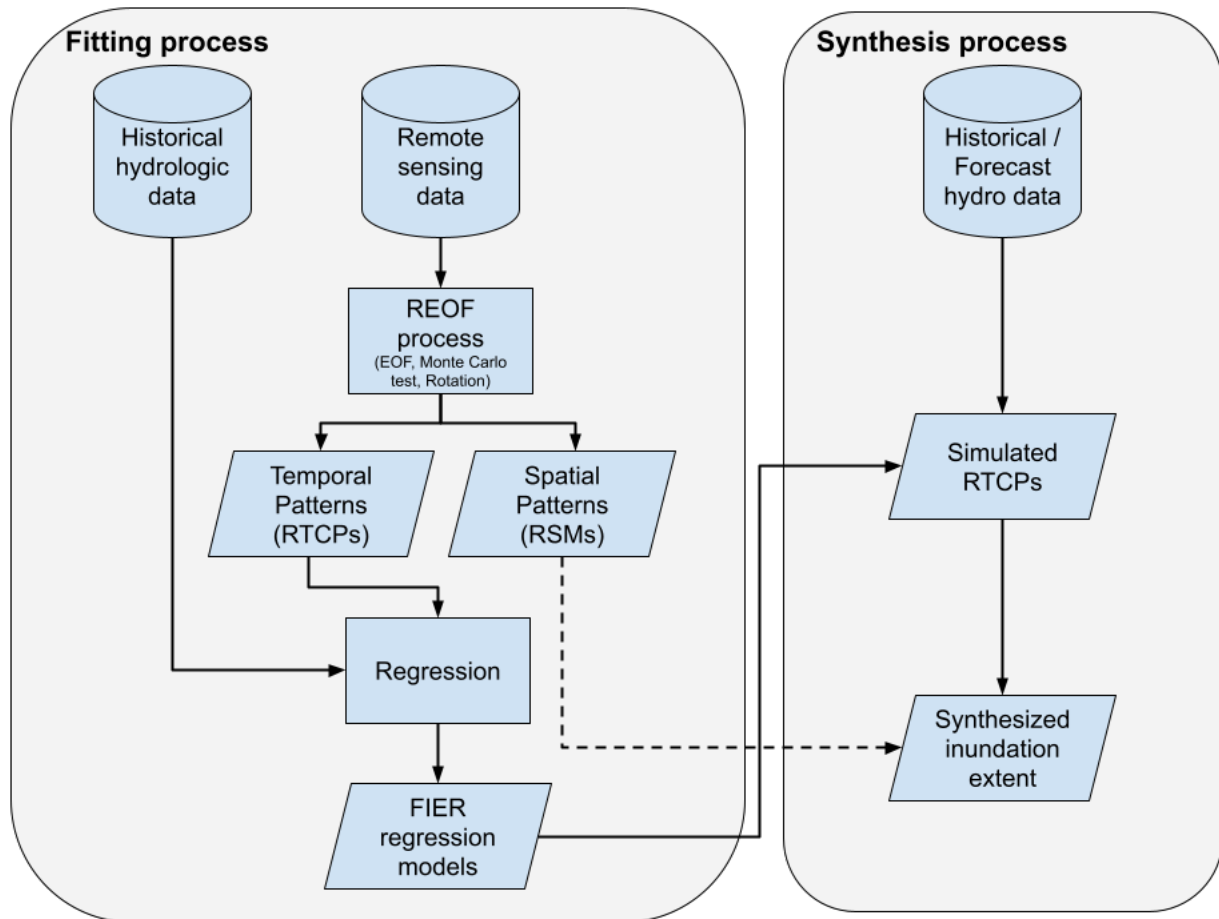 Fitting process
Historical
hydrologic
data
Remote
sensing
data
REOF
process
(EOF, Monte Carlo
test, Rotation)
Temporal
Patterns
(RTCPs)
Spatial
Patterns
(RSMs)
Regression
FIER
regression
models
Synthesis process
Historical /
Forecast
hydro data
Simulated
RTCPs
Synthesized
inundation
extent